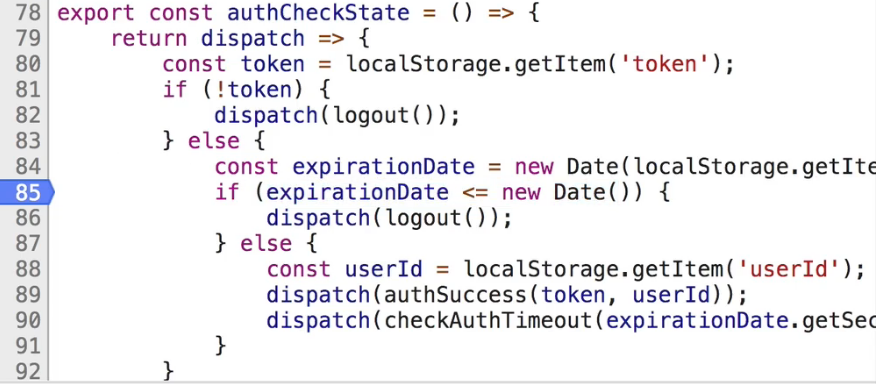 78 export const authCheckState = () => {
79     return dispatch => {
80         const token = localStorage.getItem('token');
81         if (!token) {
82             dispatch(logout());
83         } else {
84             const expirationDate = new Date(localStorage.getIte
85             if (expirationDate <= new Date()) {
86                 dispatch(logout());
87             } else {
88                 const userId = localStorage.getItem('userId');
89                 dispatch(authSuccess(token, userId));
90                 dispatch(checkAuthTimeout(expirationDate.getSec
91             }
92         }